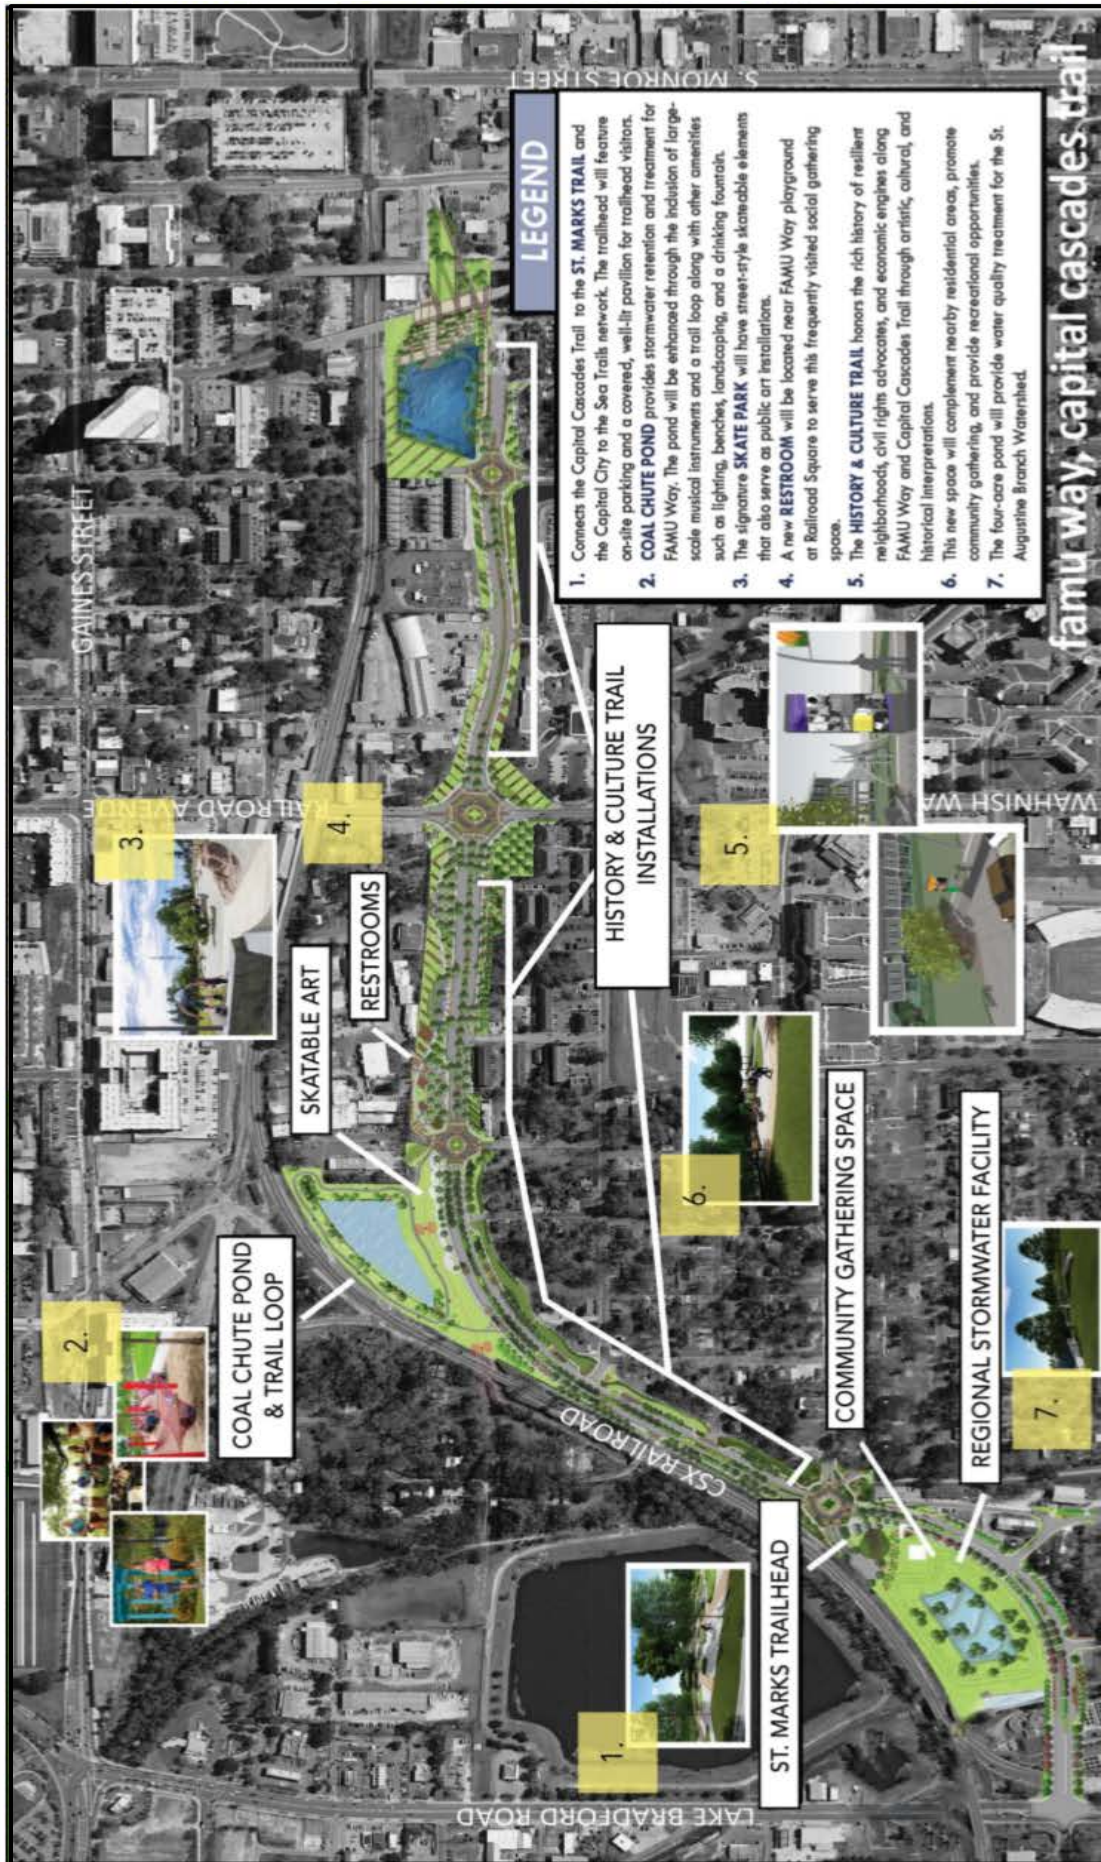 GAINES STREET
S. MONROE STREET
RAILROAD AVENUE
WAHNISH WA
LAKE BRADFORD ROAD
CSX RAILROAD
1.
2.
3.
4.
5.
6.
7.
COAL CHUTE POND
& TRAIL LOOP
SKATABLE ART
RESTROOMS
HISTORY & CULTURE TRAIL
INSTALLATIONS
ST. MARKS TRAILHEAD
COMMUNITY GATHERING SPACE
REGIONAL STORMWATER FACILITY
LEGEND
1. Connects the Capital Cascades Trail to the ST. MARKS TRAIL and
the Capital City to the Sea Trails network. The trailhead will feature
on-site parking and a covered, well-lit pavilion for trailhead visitors.
2. COAL CHUTE POND provides stormwater retention and treatment for
FAMU Way. The pond will be enhanced through the inclusion of large-
scale musical instruments and a trail loop along with other amenities
such as lighting, benches, landscaping, and a drinking fountain.
3. The signature SKATE PARK will have street-style skateable elements
that also serve as public art installations.
4. A new RESTROOM will be located near FAMU Way playground
at Railroad Square to serve this frequently visited social gathering
space.
5. The HISTORY & CULTURE TRAIL honors the rich history of resilient
neighborhoods, civil rights advocates, and economic engines along
FAMU Way and Capital Cascades Trail through artistic, cultural, and
historical interpretations.
6. This new space will complement nearby residential areas, promote
community gathering, and provide recreational opportunities.
7. The four-acre pond will provide water quality treatment for the St.
Augustine Branch Watershed.
famu way, capital cascades trail